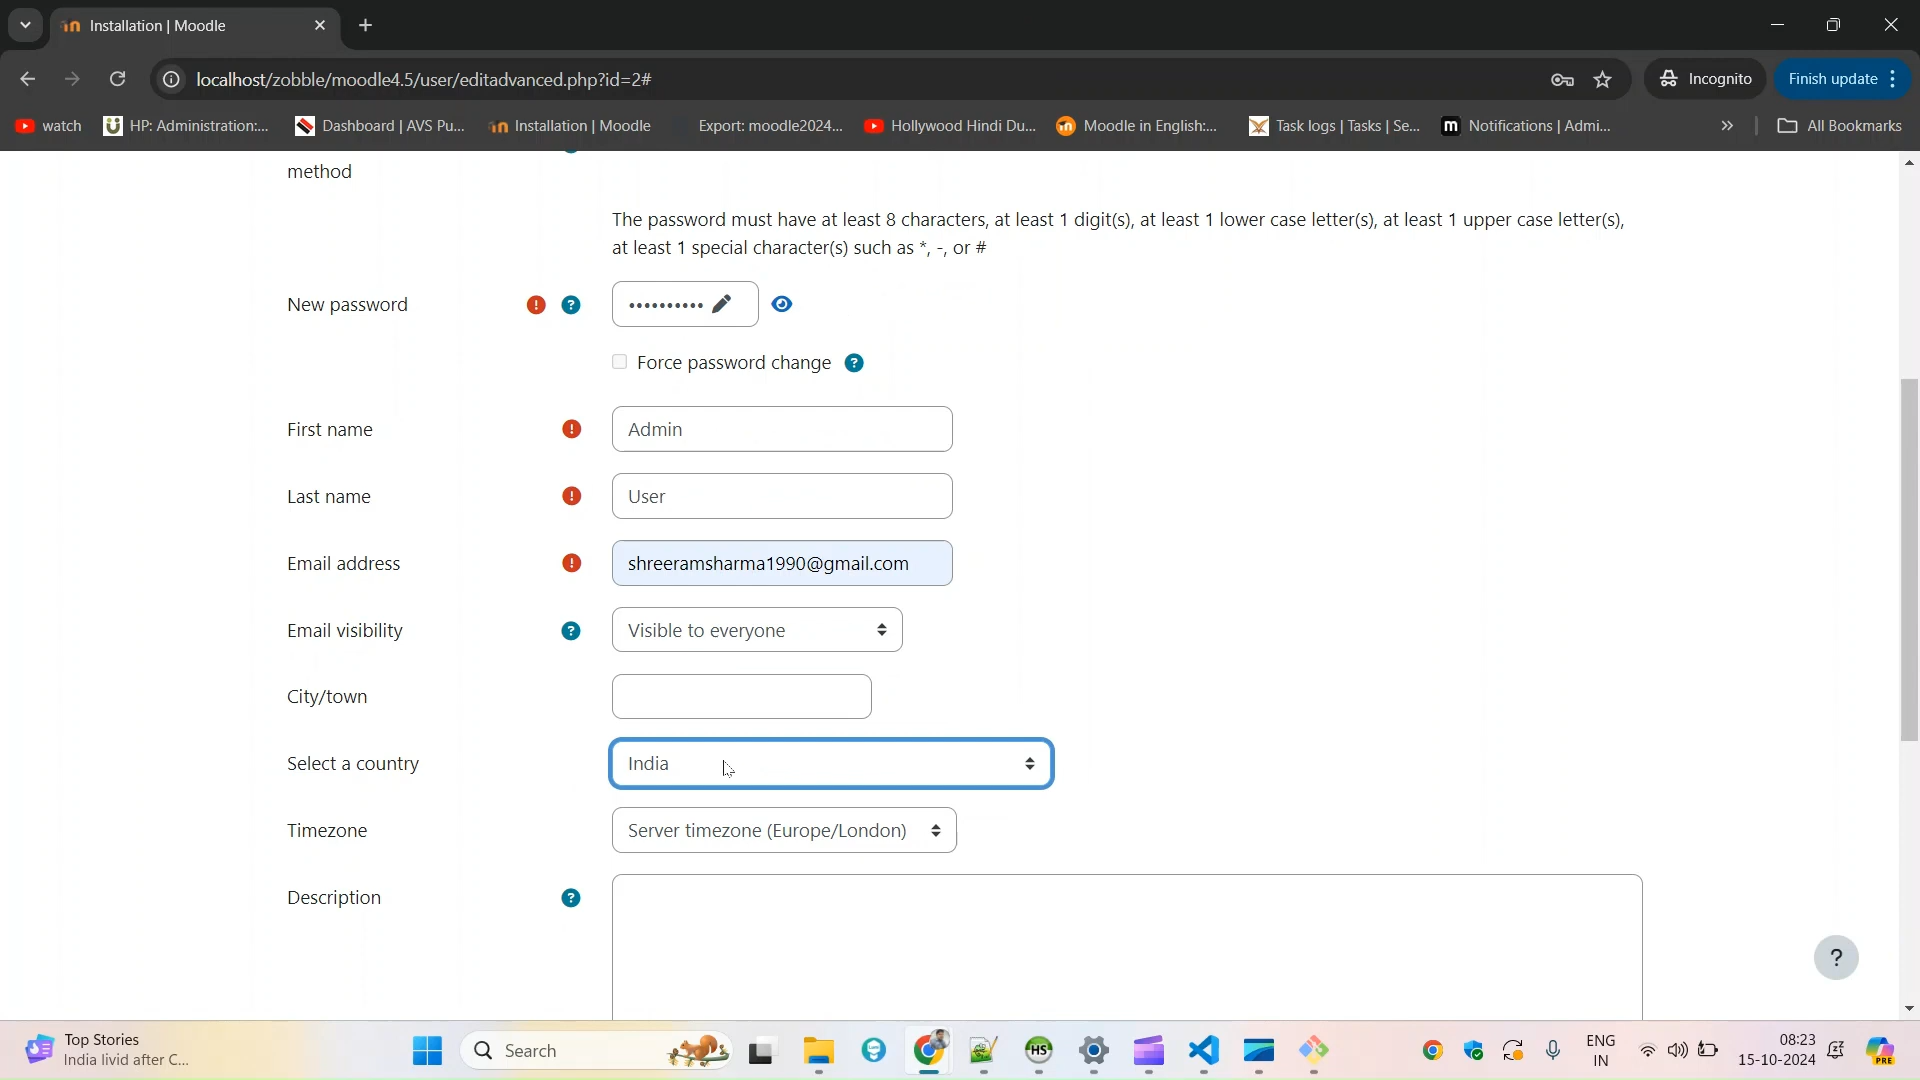 Installation | Moodle
localhost/zobble/moodle4.5/user/editadvanced.php?id=2#
Incognito
Finish update
watch
HP: Administration:...
Dashboard | AVS Pu...
Installation | Moodle
Export: moodle2024...
Hollywood Hindi Du...
Moodle in English:...
Task logs | Tasks | Se...
Notifications | Admi...
»
All Bookmarks
method
The password must have at least 8 characters, at least 1 digit(s), at least 1 lower case letter(s), at least 1 upper case letter(s),
at least 1 special character(s) such as *, -, or #
New password
••••••••••
Force password change
First name
Admin
Last name
User
Email address
shreeramsharma1990@gmail.com
Email visibility
Visible to everyone
City/town
Select a country
India
Timezone
Server timezone (Europe/London)
Description
?
Top Stories
India livid after C...
Search
HS
ENG
IN
08:23
15-10-2024
PRE